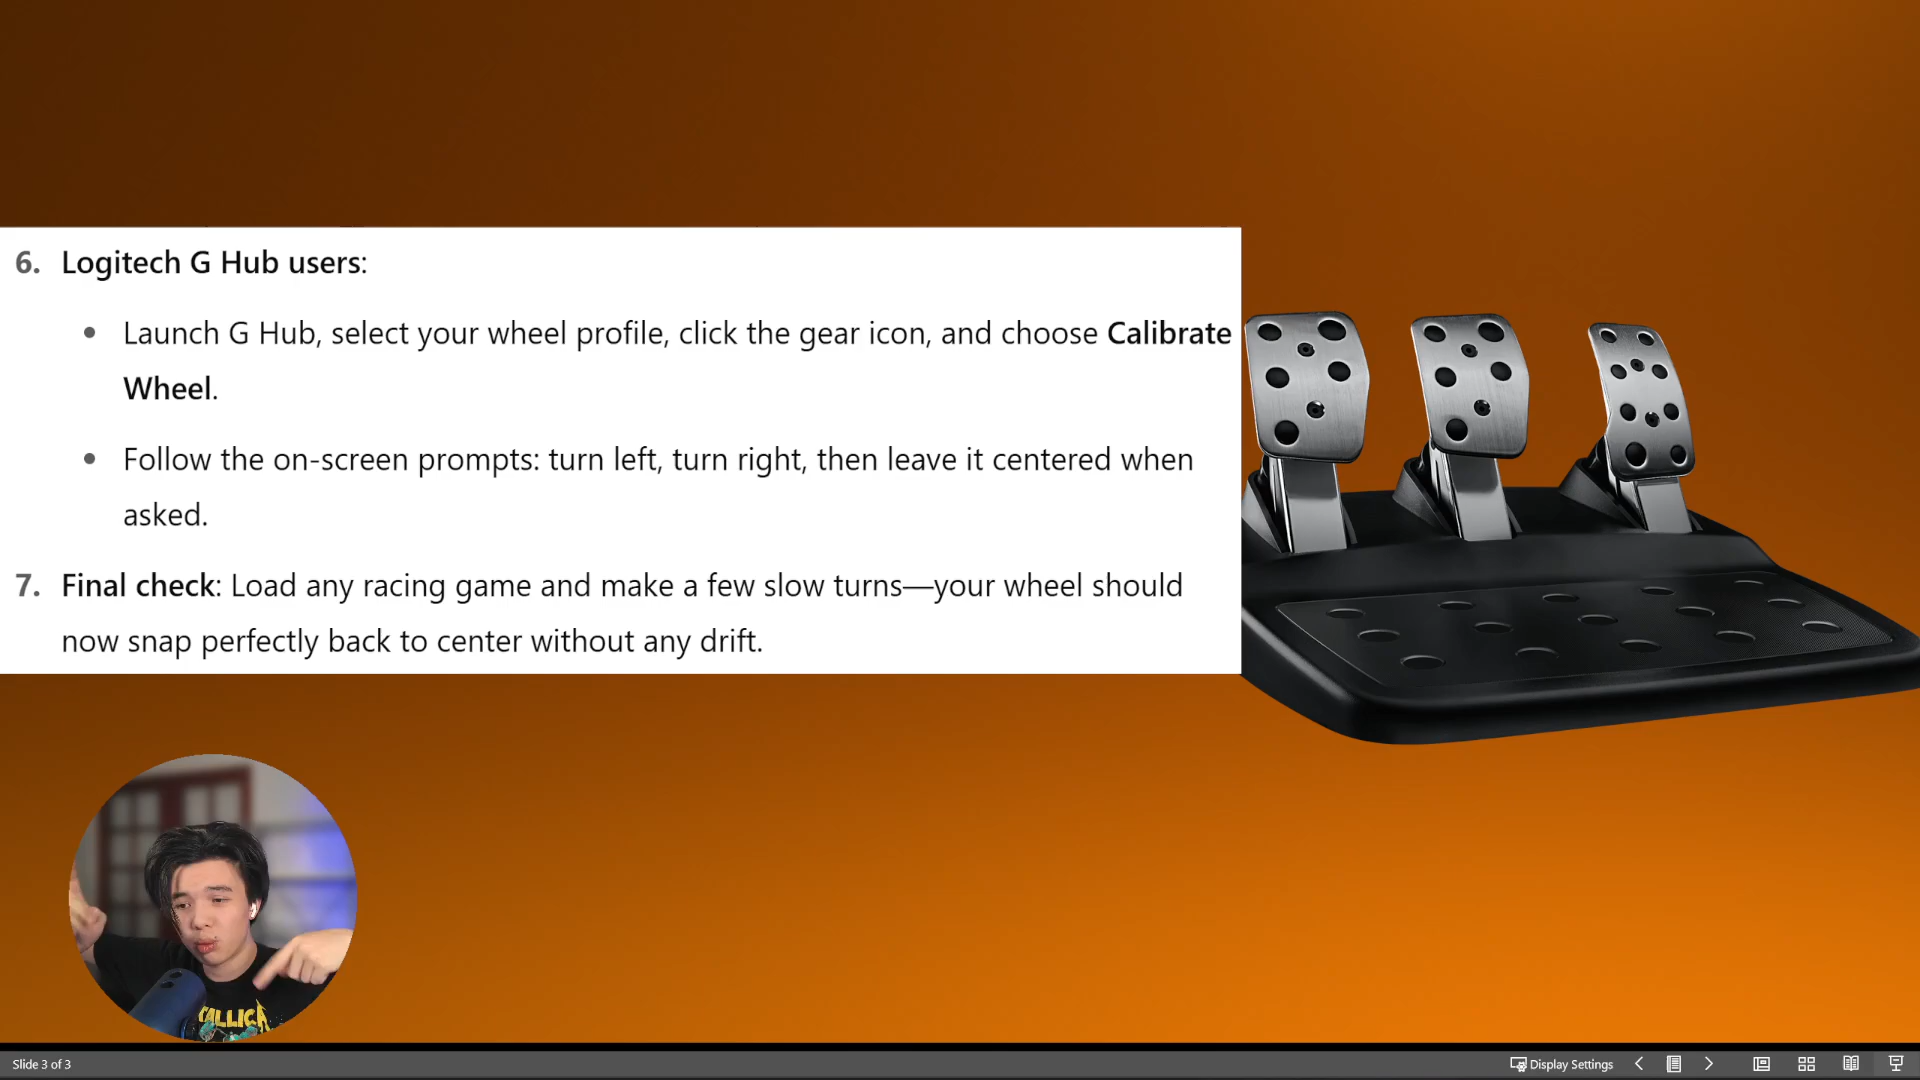 6. Logitech G Hub users:
• Launch G Hub, select your wheel profile, click the gear icon, and choose Calibrate
Wheel.
• Follow the on-screen prompts: turn left, turn right, then leave it centered when
asked.
7. Final check: Load any racing game and make a few slow turns—your wheel should
now snap perfectly back to center without any drift.
TALLICA
Slide 3 of 3
Display Settings